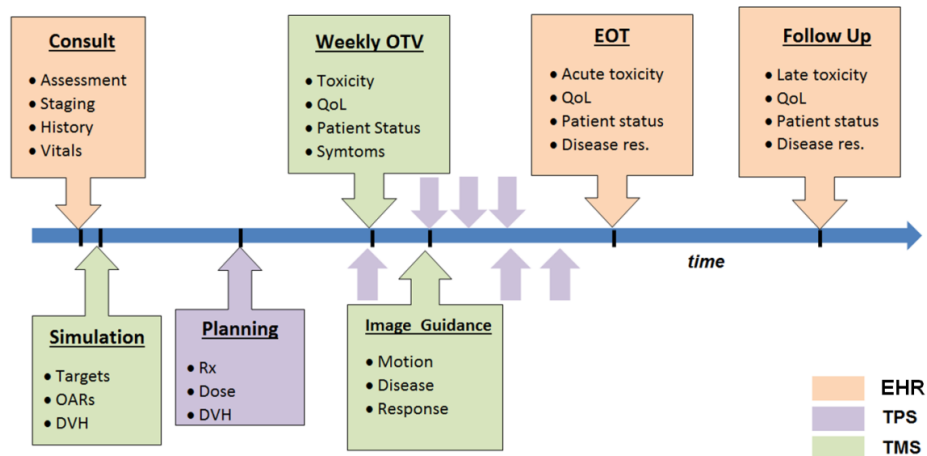 Consult
• Assessment
• Staging
• History
• Vitals
Weekly OTV
• Toxicity
• QoL
• Patient Status
• Symtoms
EOT
• Acute toxicity
• QoL
• Patient status
• Disease res.
Follow Up
• Late toxicity
• QoL
• Patient status
• Disease res.
time
Simulation
• Targets
• OARs
• DVH
Planning
• Rx
• Dose
• DVH
Image Guidance
• Motion
• Disease
• Response
EHR
TPS
TMS